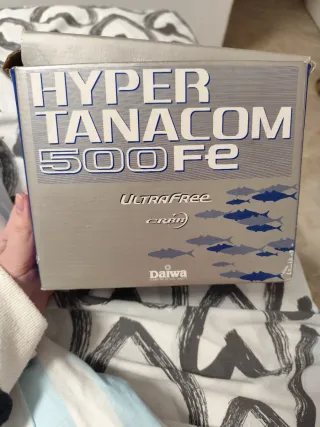 HYPER
TANACOM
500Fe
ULTRAFREE
CRBB
Daiwa